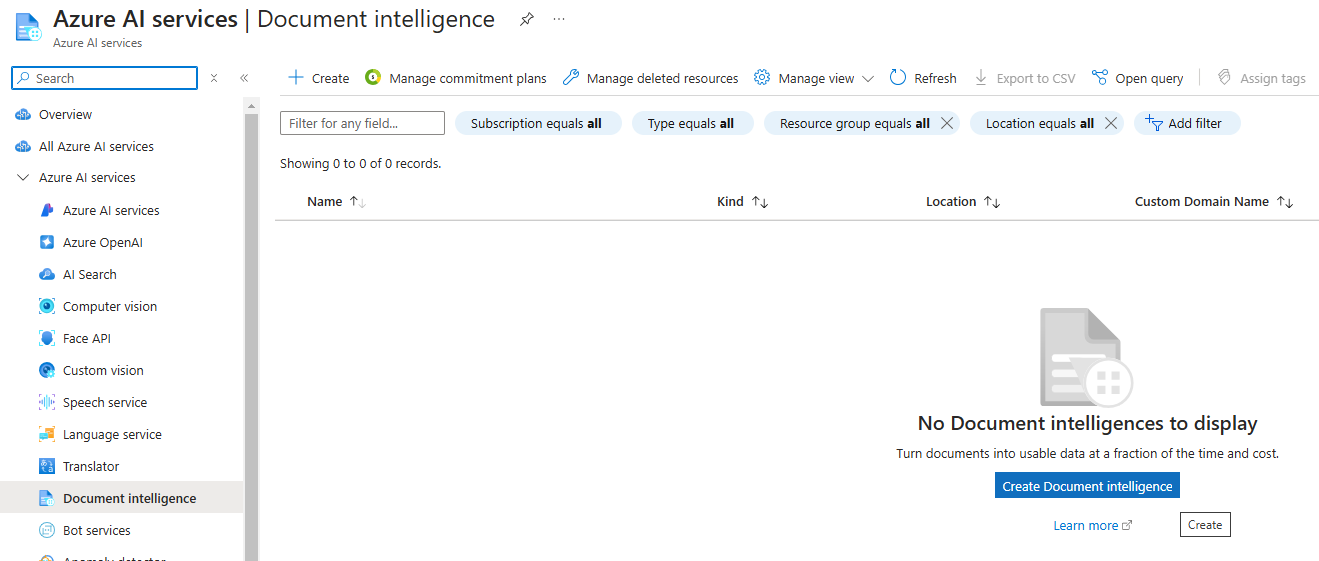 Azure AI services | Document intelligence ...
Azure AI services
Search
Overview
All Azure AI services
Azure AI services
Azure AI services
Azure OpenAI
AI Search
Computer vision
Face API
Custom vision
Speech service
Language service
Translator
Document intelligence
Bot services
Anomaly detector
Create Manage commitment plans Manage deleted resources Manage view Refresh Export to CSV Open query Assign tags
Filter for any field... Subscription equals all Type equals all Resource group equals all Location equals all Add filter
Showing 0 to 0 of 0 records.
Name Kind Location Custom Domain Name
No Document intelligences to display
Turn documents into usable data at a fraction of the time and cost.
Create Document intelligence
Learn more Create